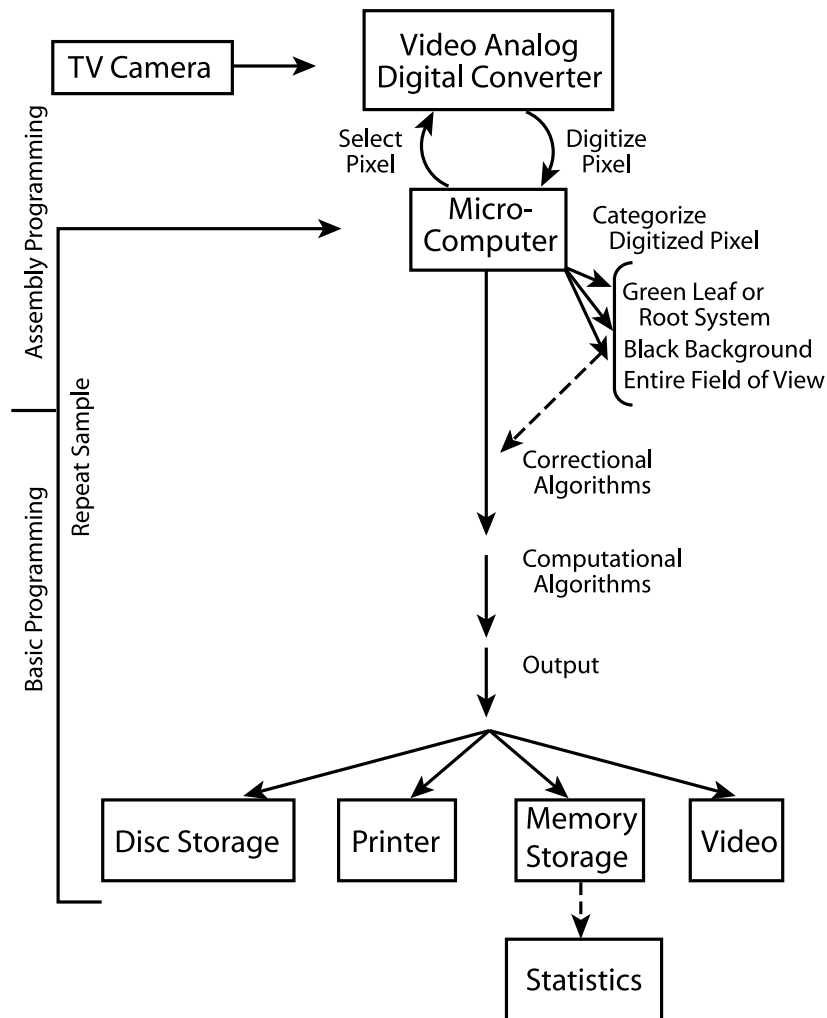 TV Camera
Video Analog
Digital Converter
Select
Pixel
Digitize
Pixel
Micro-
Computer
Categorize
Digitized Pixel
Green Leaf or
Root System
Black Background
Entire Field of View
Assembly Programming
Repeat Sample
Basic Programming
Correctional
Algorithms
Computational
Algorithms
Output
Disc Storage
Printer
Memory
Storage
Video
Statistics